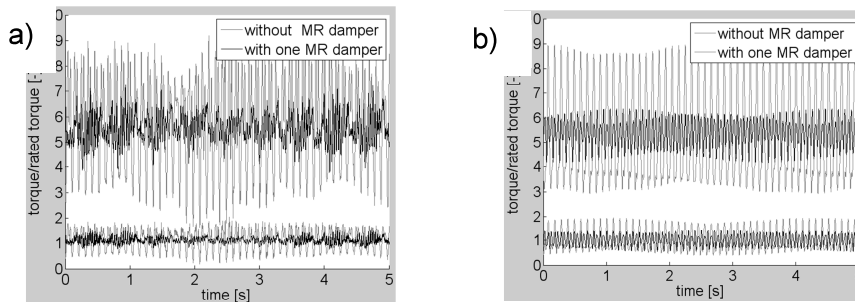 a)
without MR damper
with one MR damper
torque/rated torque [-
10
9
8
7
6
5
4
3
2
1
0
0 1 2 3 4 5
time [s]
b)
without MR damper
with one MR damper
torque/rated torque [-
10
9
8
7
6
5
4
3
2
1
0
0 1 2 3 4
time [s]